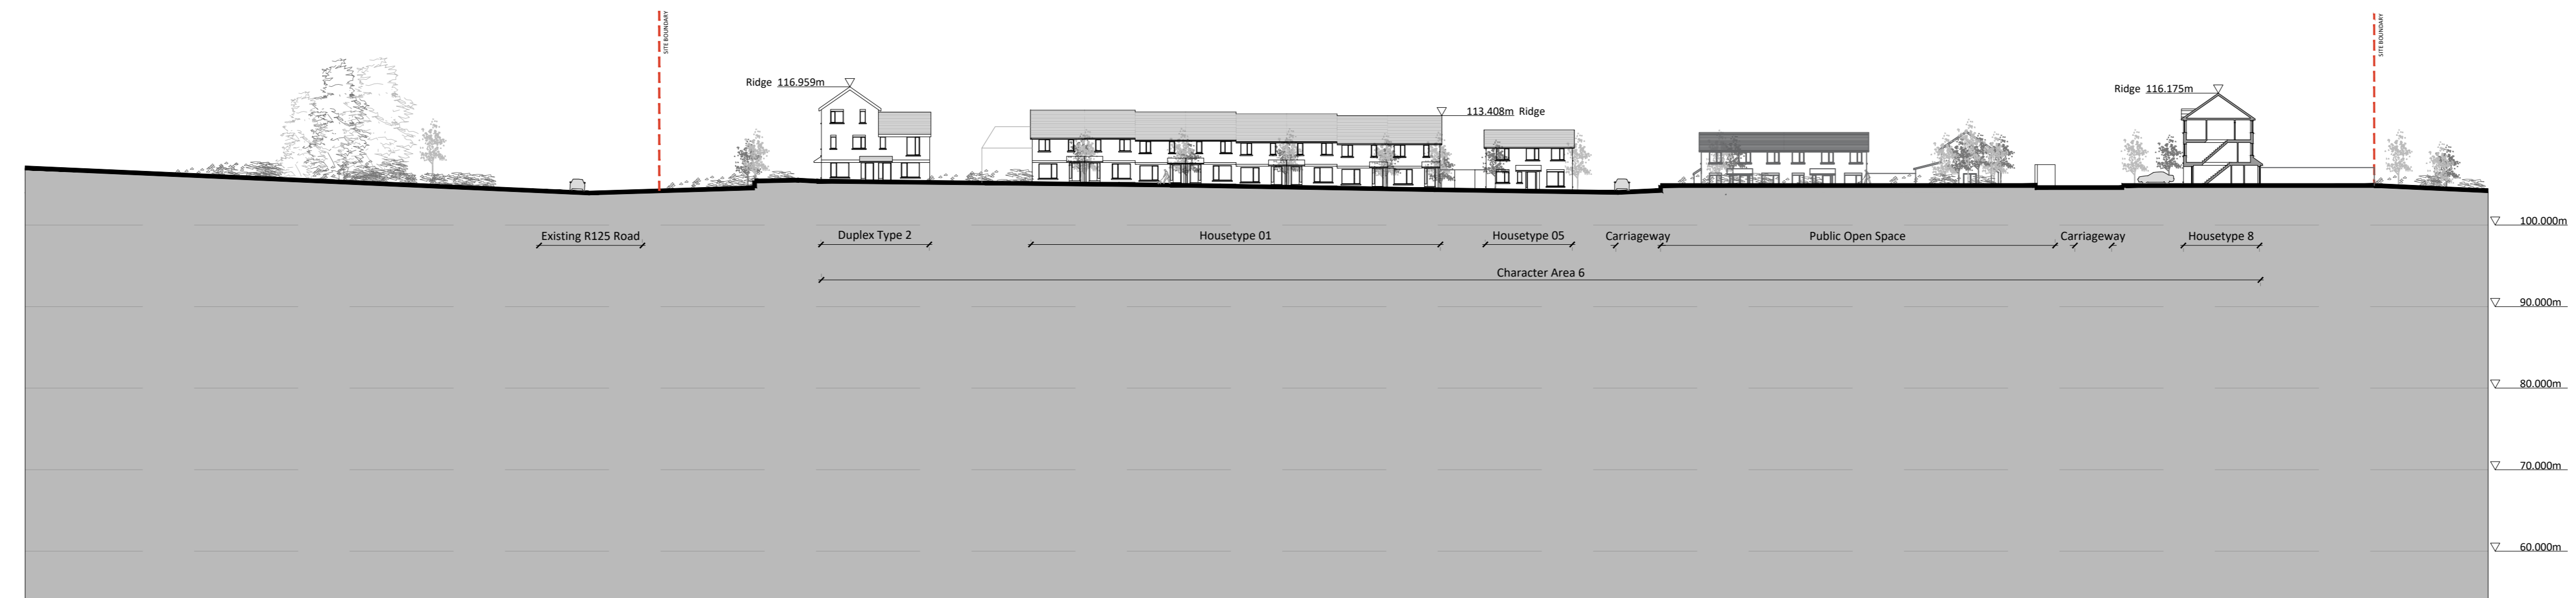 SITE BOUNDARY
SITE BOUNDARY
Ridge 116.959m
113.408m Ridge
Ridge 116.175m
100.000m
Existing R125 Road
Duplex Type 2
Housetype 01
Housetype 05
Carriageway
Public Open Space
Carriageway
Housetype 8
Character Area 6
90.000m
80.000m
70.000m
60.000m